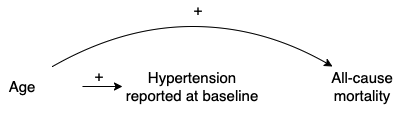 +
Age
+
Hypertension
reported at baseline
All-cause
mortality